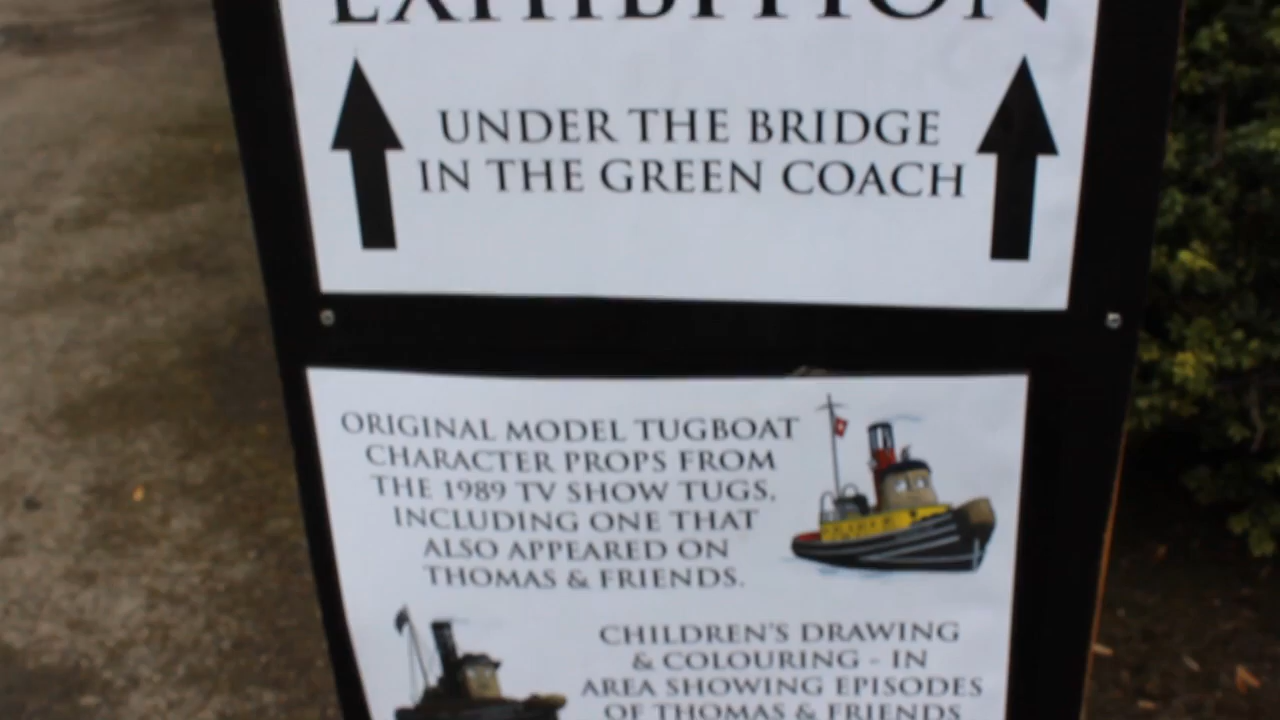 EXHIBITION
UNDER THE BRIDGE
IN THE GREEN COACH
ORIGINAL MODEL TUGBOAT
CHARACTER PROPS FROM
THE 1989 TV SHOW TUGS,
INCLUDING ONE THAT
ALSO APPEARED ON
THOMAS & FRIENDS.
CHILDREN'S DRAWING
& COLOURING - IN
AREA SHOWING EPISODES
OF THOMAS & FRIENDS